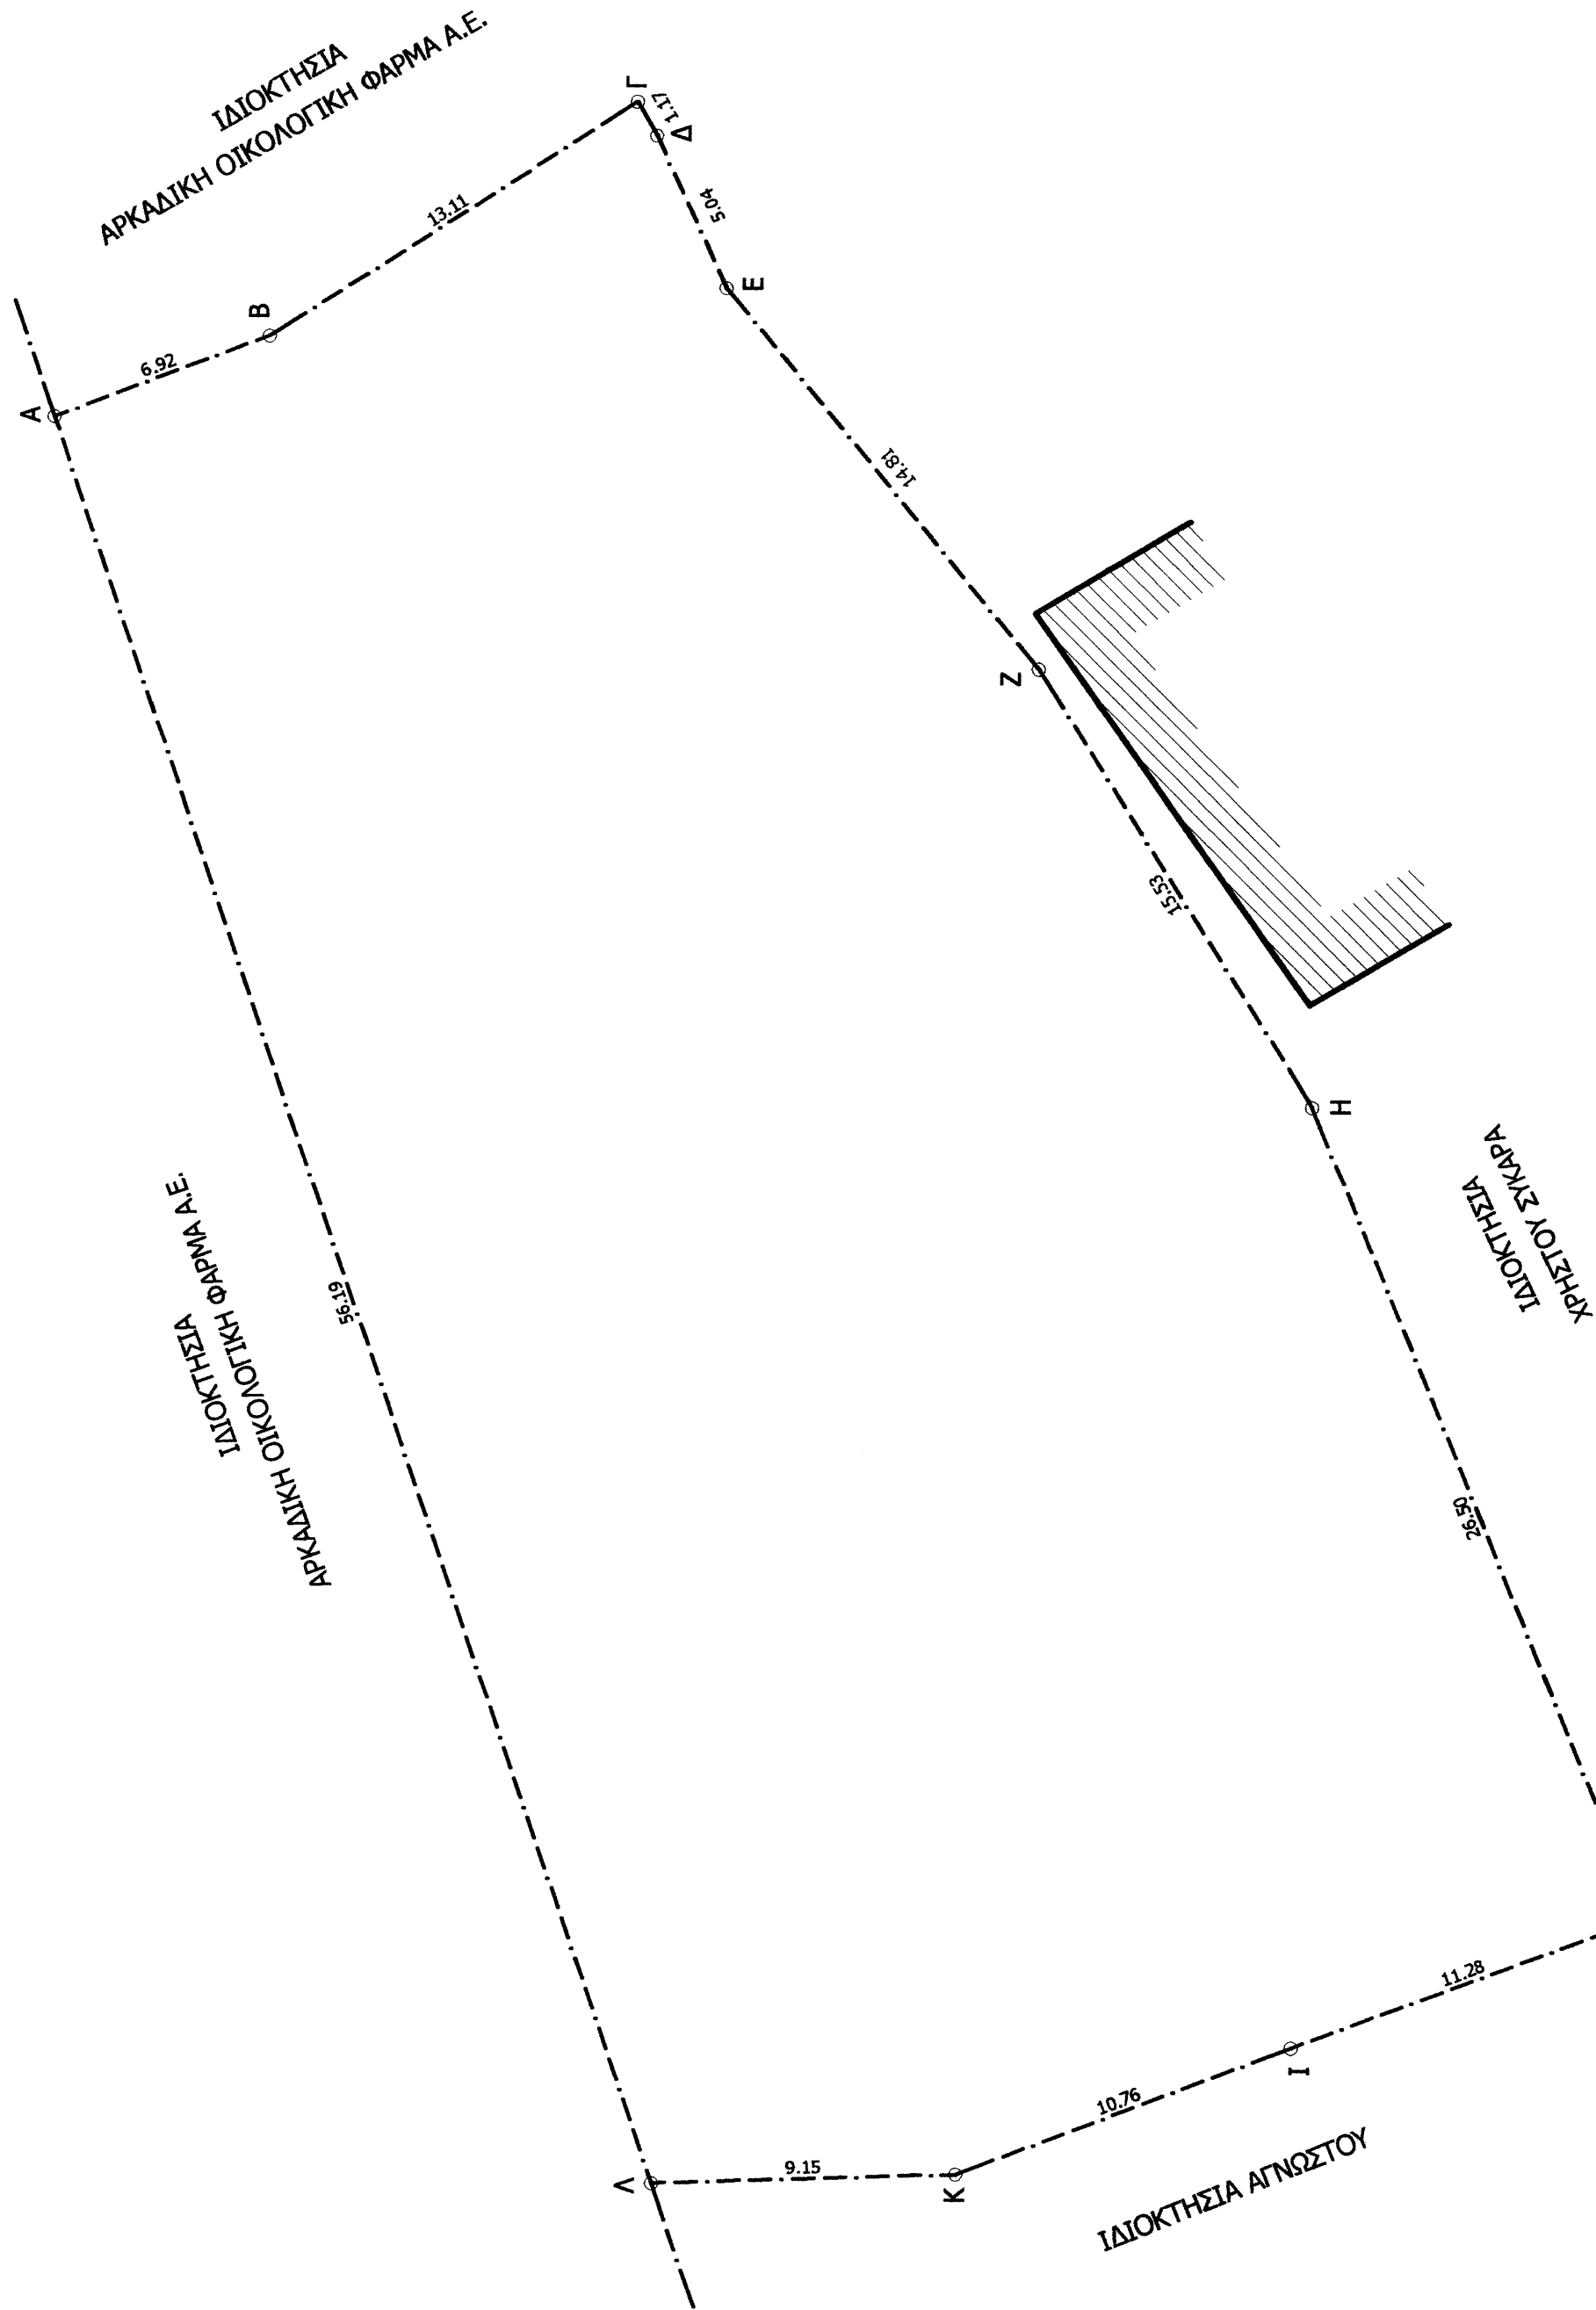 ΙΔΙΟΚΤΗΣΙΑ
ΑΡΚΑΔΙΚΗ ΟΙΚΟΛΟΓΙΚΗ ΦΑΡΜΑ Α.Ε.
Γ
1.17
Δ
5.04
13.11
Ε
Β
6.92
Α
14.81
Ζ
15.53
Η
ΙΔΙΟΚΤΗΣΙΑ
ΧΡΗΣΤΟΥ ΣΥΚΑΡΑ
56.19
ΙΔΙΟΚΤΗΣΙΑ
ΑΡΚΑΔΙΚΗ ΟΙΚΟΛΟΓΙΚΗ ΦΑΡΜΑ Α.Ε.
26.50
11.28
Ι
10.76
9.15
Λ
Κ
ΙΔΙΟΚΤΗΣΙΑ ΑΓΝΩΣΤΟΥ